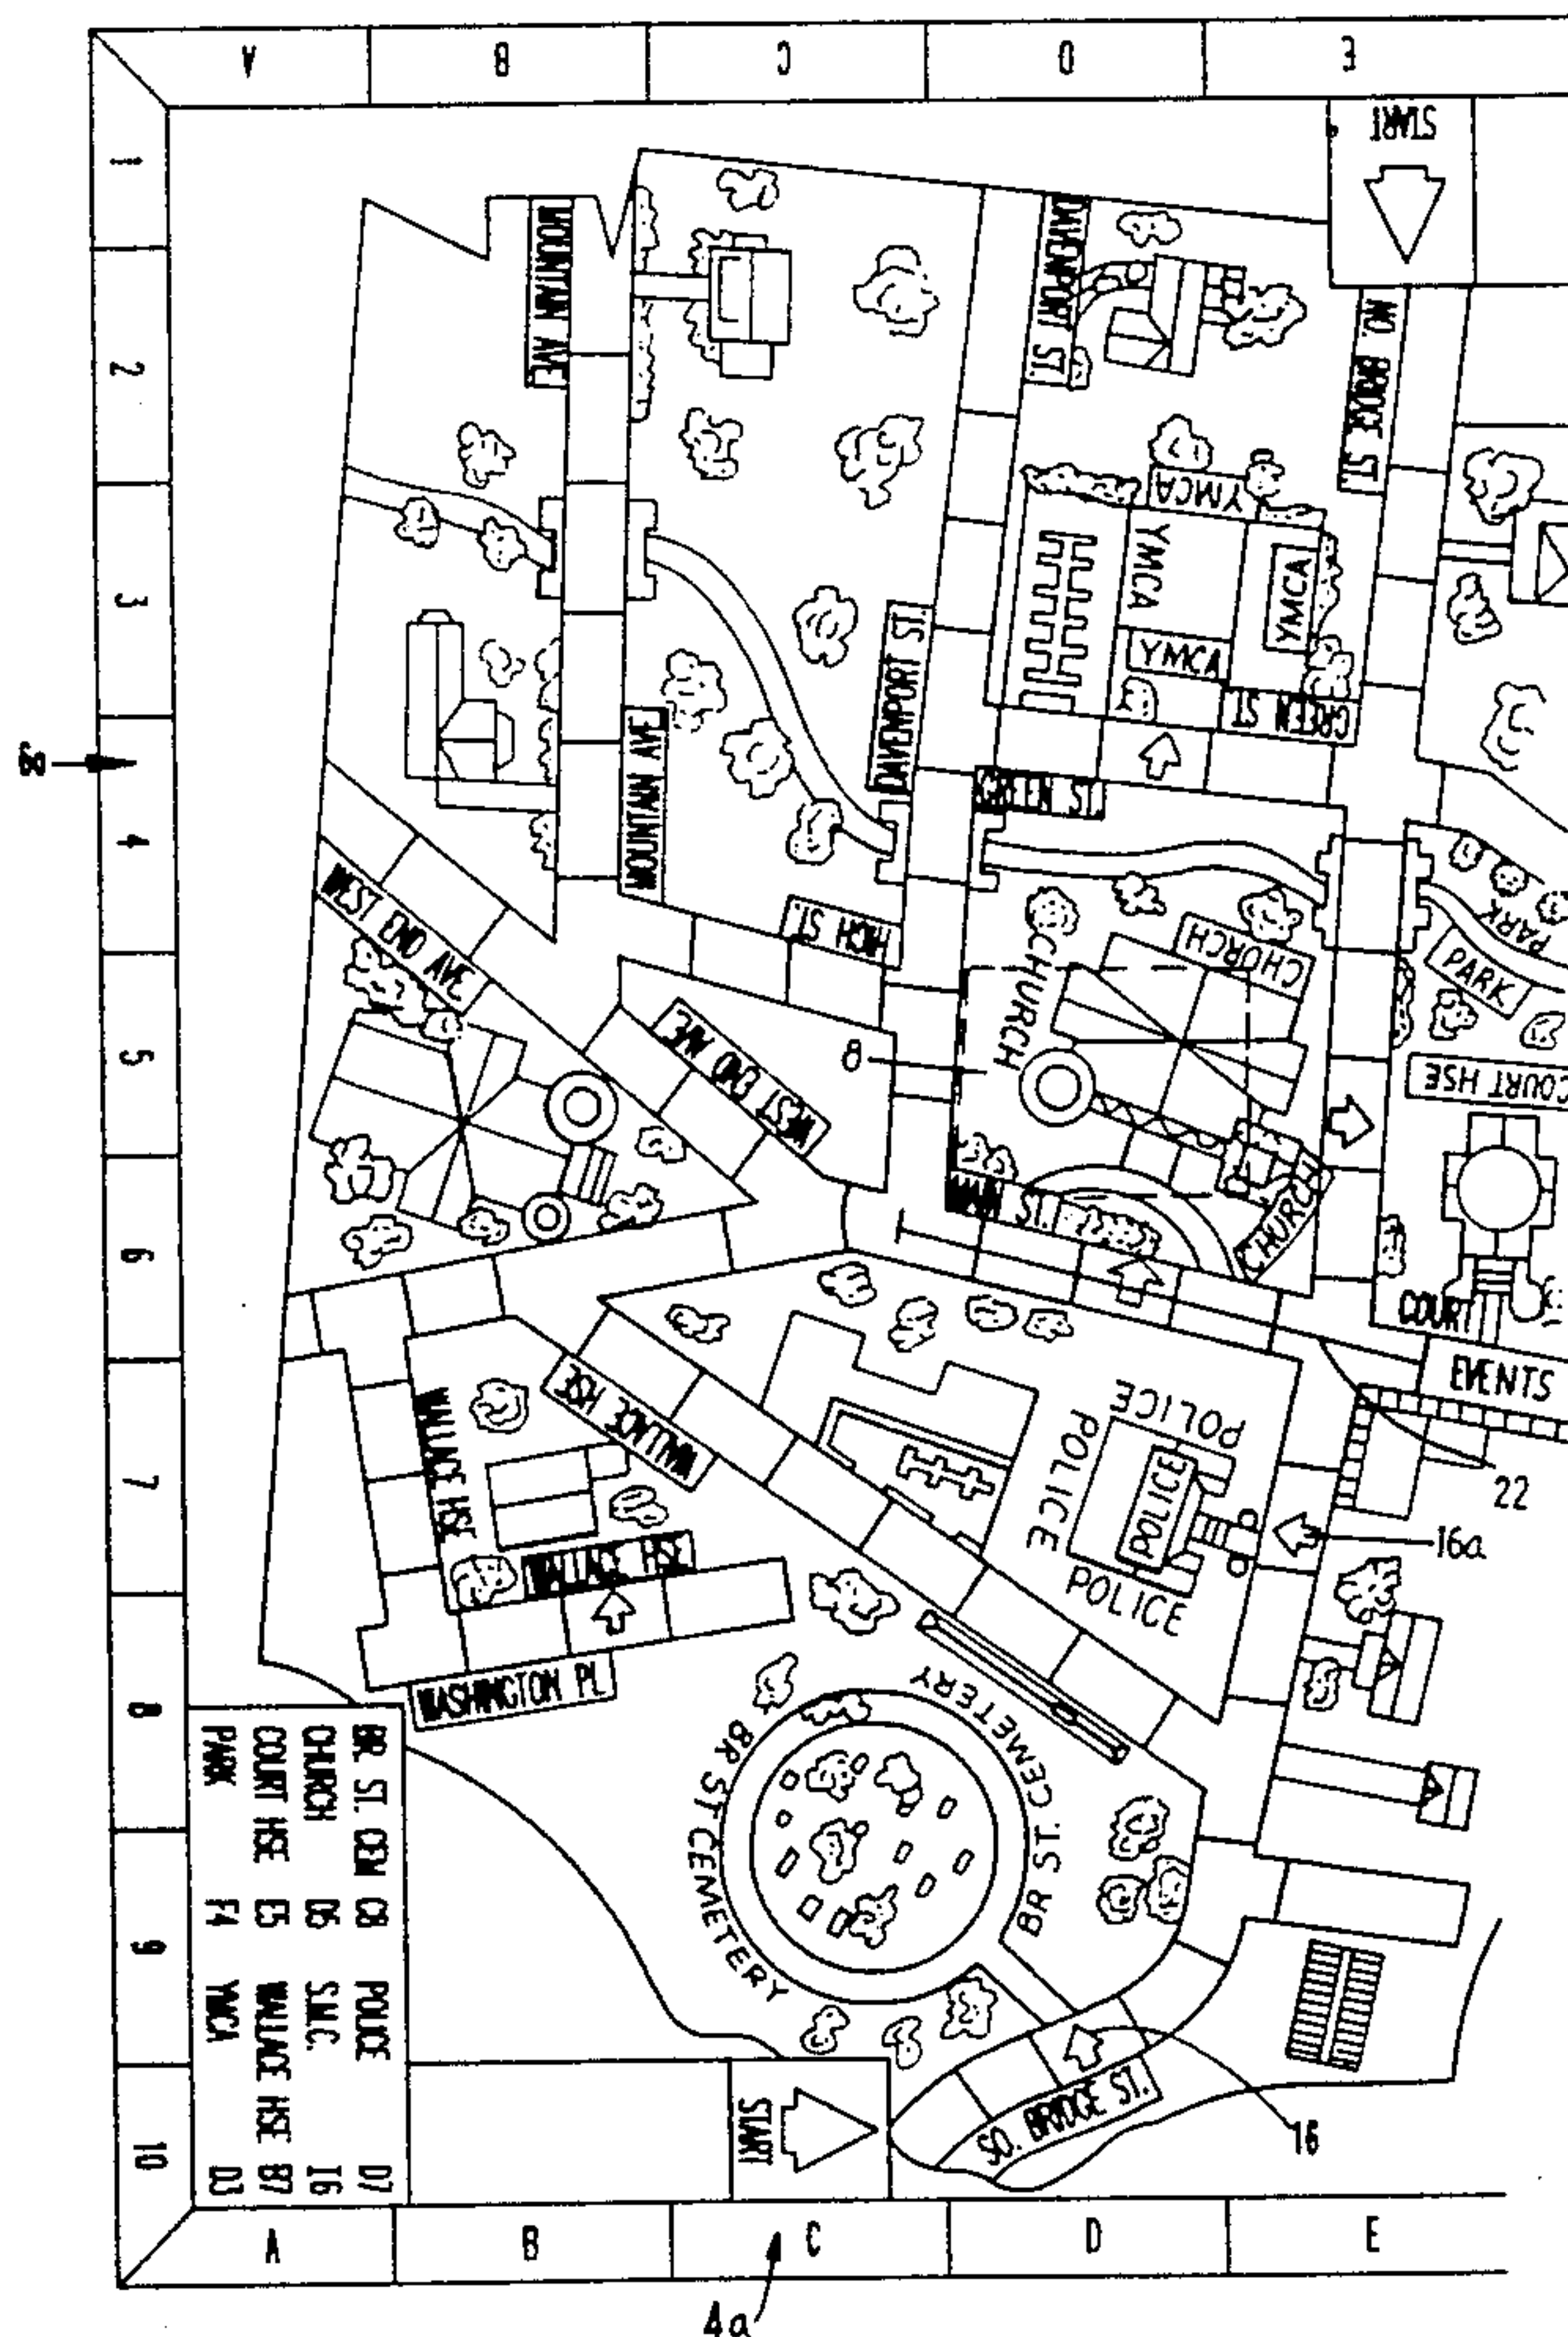 A
B
C
D
E
1
2
3
4
5
6
7
8
9
10
START
MOUNTAIN AVE
DAVENPORT ST.
NO. BRIDGE ST.
YMCA
YMCA
YMCA
YMCA
DAVENPORT ST.
GREEN ST
MOUNTAIN AVE
GREEN ST.
38
WEST END AVE
HIGH ST.
CHURCH
CHURCH
PARK
PARK
WEST END AVE
8
COURT HSE
MAIN ST.
CHURCH
COURT
EVENTS
WALLACE HSE
WALLACE HSE
POLICE
POLICE
POLICE
POLICE
22
16a
WALLACE HSE
WASHINGTON PL
BR ST CEMETERY
BR ST. CEMETERY
BR. ST. CEM C8 POLICE D7
CHURCH D5 S.M.C. I6
COURT HSE E5 WALLACE HSE B7
PARK F4 YMCA D3
START
SO. BRIDGE ST.
16
A
B
C
D
E
4a